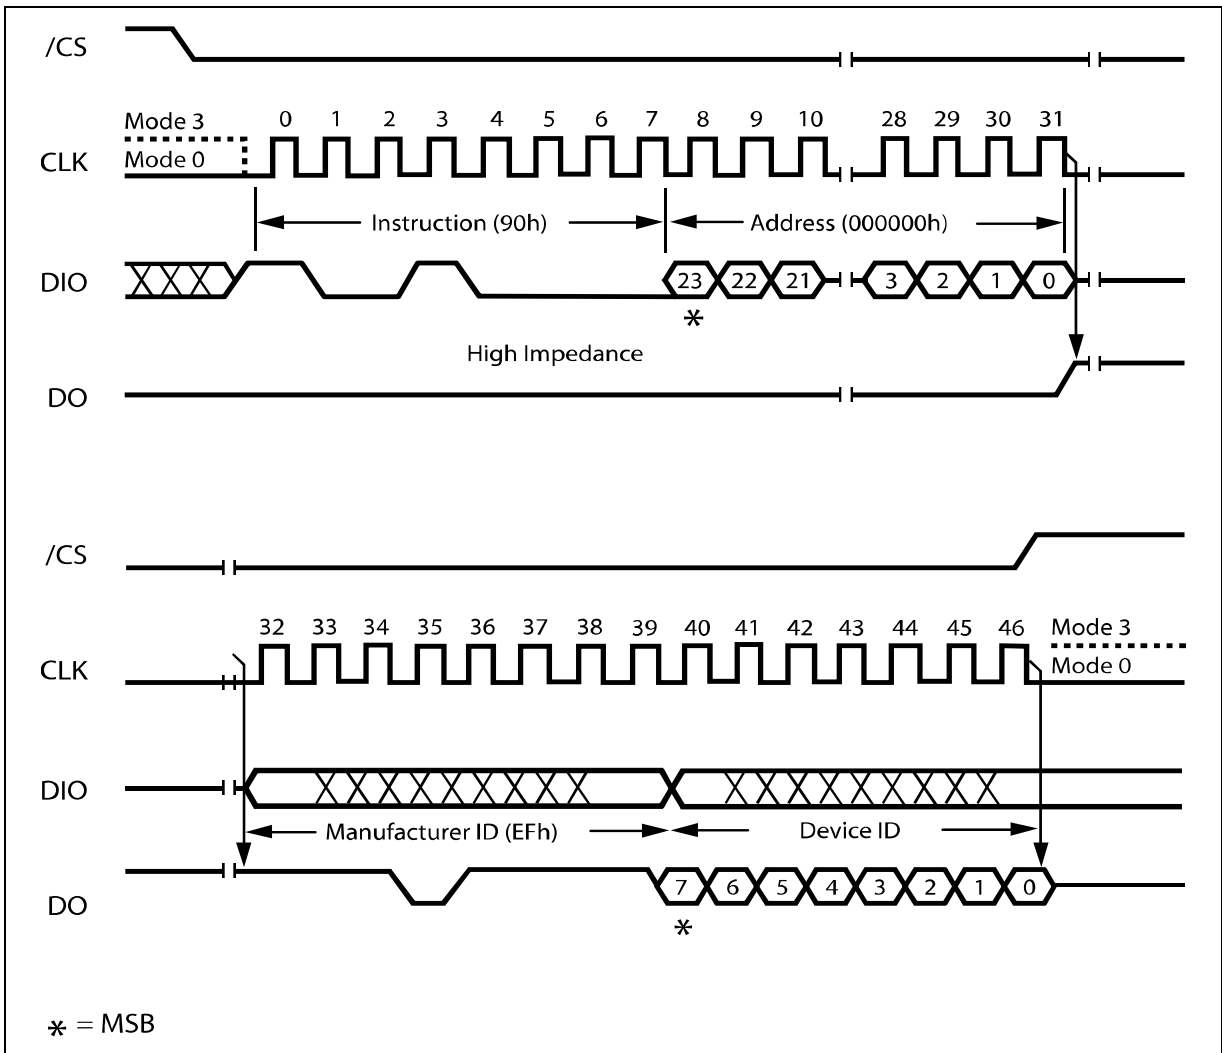 /CS
Mode 3 0 1 2 3 4 5 6 7 8 9 10 28 29 30 31
CLK Mode 0
Instruction (90h) Address (000000h)
DIO 23 22 21 3 2 1 0
*
High Impedance
DO
/CS
32 33 34 35 36 37 38 39 40 41 42 43 44 45 46 Mode 3
CLK Mode 0
DIO
Manufacturer ID (EFh) Device ID
DO 7 6 5 4 3 2 1 0
*
* = MSB